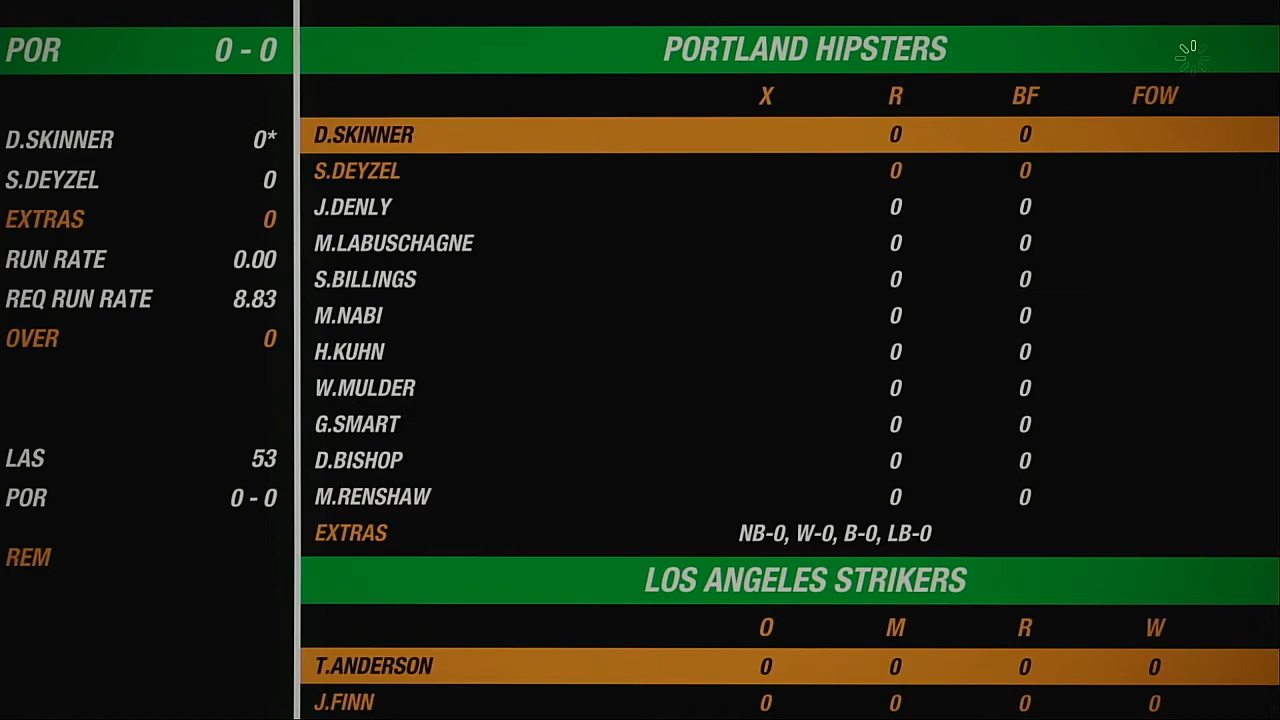 POR 0 - 0
D.SKINNER 0*
S.DEYZEL 0
EXTRAS 0
RUN RATE 0.00
REQ RUN RATE 8.83
OVER 0
LAS 53
POR 0 - 0
REM
PORTLAND HIPSTERS
X R BF FOW
D.SKINNER 0 0
S.DEYZEL 0 0
J.DENLY 0 0
M.LABUSCHAGNE 0 0
S.BILLINGS 0 0
M.NABI 0 0
H.KUHN 0 0
W.MULDER 0 0
G.SMART 0 0
D.BISHOP 0 0
M.RENSHAW 0 0
EXTRAS NB-0, W-0, B-0, LB-0
LOS ANGELES STRIKERS
O M R W
T.ANDERSON 0 0 0 0
J.FINN 0 0 0 0